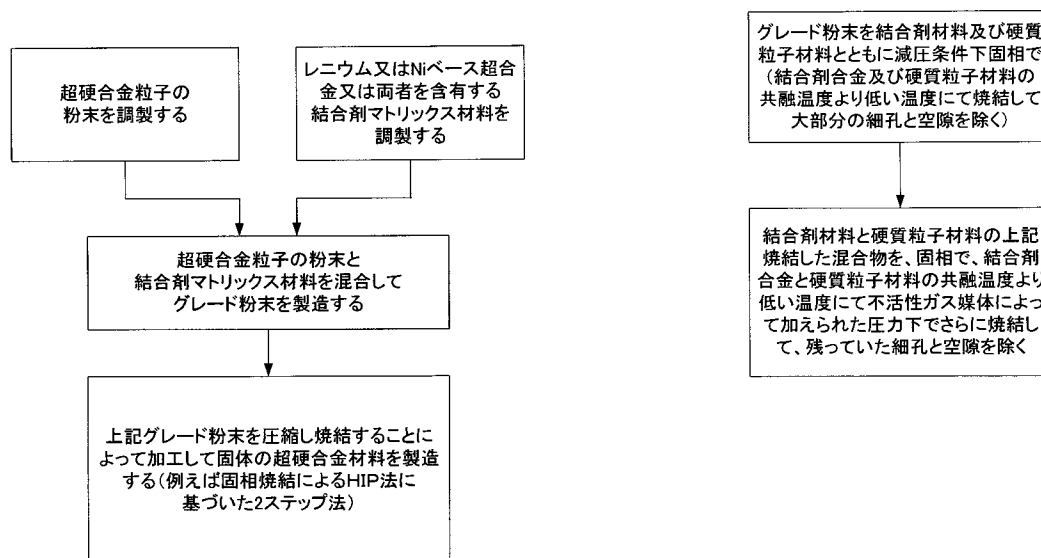 超硬合金粒子の
粉末を調製する
レニウム又はNiベース超合
金又は両者を含有する
結合剤マトリックス材料を
調製する
超硬合金粒子の粉末と
結合剤マトリックス材料を混合して
グレード粉末を製造する
上記グレード粉末を圧縮し焼結することに
よって加工して固体の超硬合金材料を製造
する(例えば固相焼結によるHIP法に
基づいた2ステップ法)
グレード粉末を結合剤材料及び硬質
粒子材料とともに減圧条件下固相で
(結合剤合金及び硬質粒子材料の
共融温度より低い温度にて焼結して
大部分の細孔と空隙を除く)
結合剤材料と硬質粒子材料の上記
焼結した混合物を、固相で、結合剤
合金と硬質粒子材料の共融温度より
低い温度にて不活性ガス媒体によっ
て加えられた圧力下でさらに焼結し
て、残っていた細孔と空隙を除く